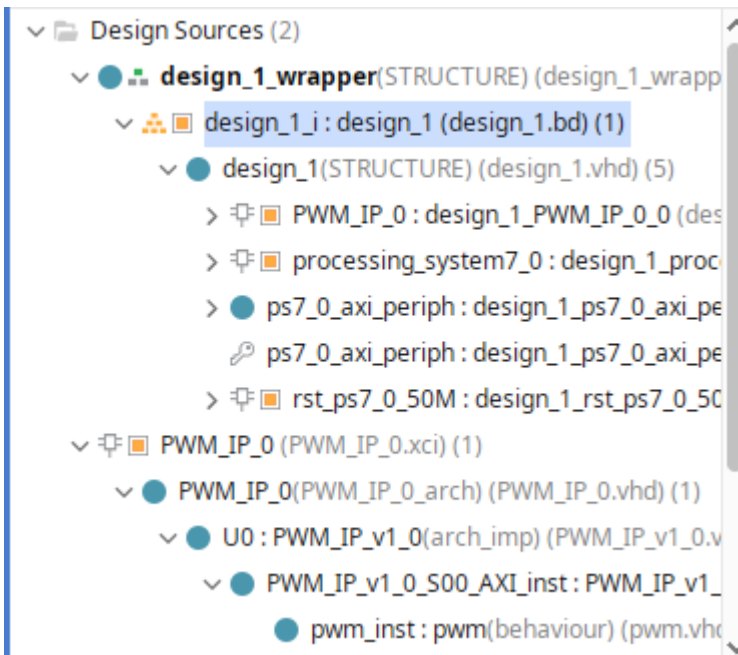 Design Sources (2)
design_1_wrapper(STRUCTURE) (design_1_wrapp
design_1_i : design_1 (design_1.bd) (1)
design_1(STRUCTURE) (design_1.vhd) (5)
PWM_IP_0 : design_1_PWM_IP_0_0 (des
processing_system7_0 : design_1_proc
ps7_0_axi_periph : design_1_ps7_0_axi_pe
ps7_0_axi_periph : design_1_ps7_0_axi_pe
rst_ps7_0_50M : design_1_rst_ps7_0_50
PWM_IP_0 (PWM_IP_0.xci) (1)
PWM_IP_0(PWM_IP_0_arch) (PWM_IP_0.vhd) (1)
U0 : PWM_IP_v1_0(arch_imp) (PWM_IP_v1_0.v
PWM_IP_v1_0_S00_AXI_inst : PWM_IP_v1_
pwm_inst : pwm(behaviour) (pwm.vhd